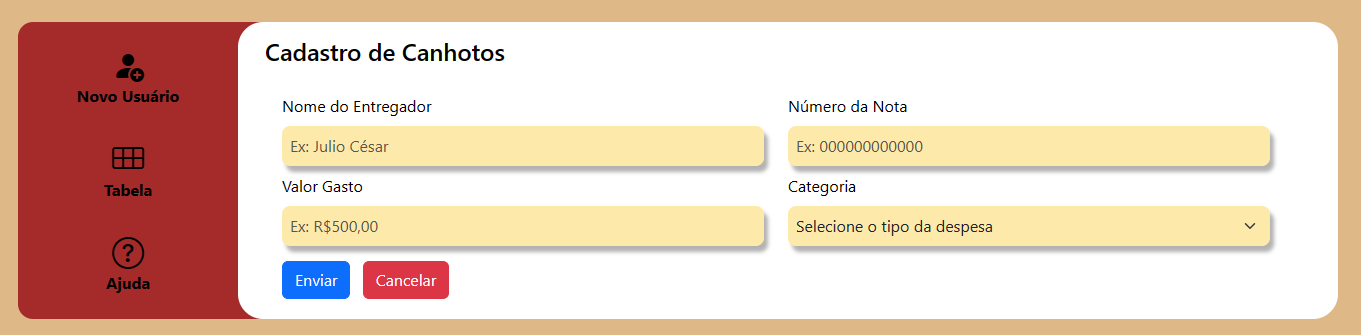 Novo Usuário
Tabela
Ajuda
Cadastro de Canhotos
Nome do Entregador
Número da Nota
Ex: Julio César
Ex: 000000000000
Valor Gasto
Categoria
Ex: R$500,00
Selecione o tipo da despesa
Enviar
Cancelar